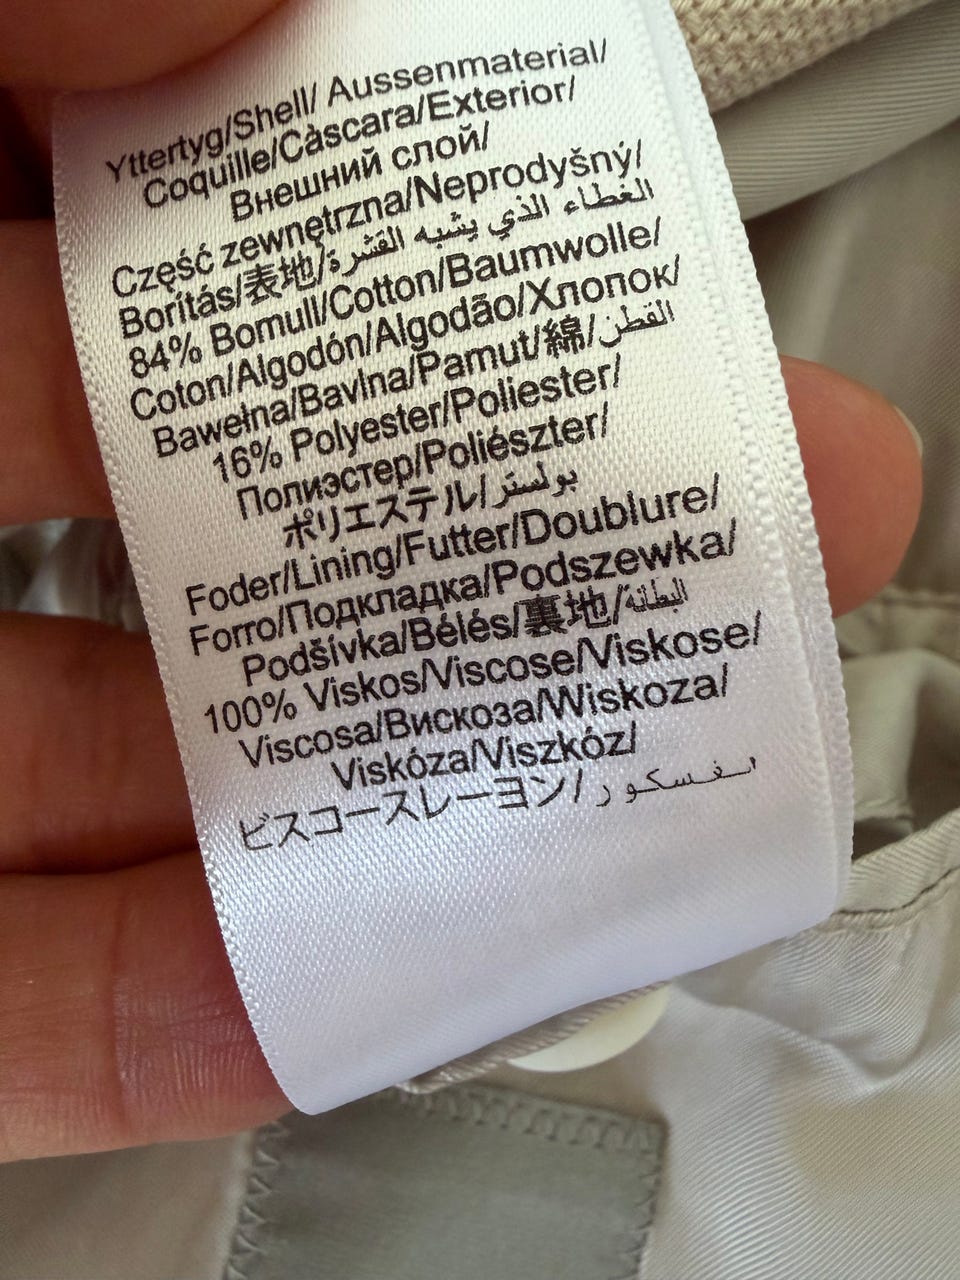 Yttertyg/Shell/ Aussenmaterial/
Coquille/Càscara/Exterior/
Внешний слой/
Część zewnętrzna/Neprodyšný/
Borítás/表地/الغطاء الذي يشبه القشرة
84% Bomull/Cotton/Baumwolle/
Coton/Algodón/Algodão/Хлопок/
Bawełna/Bavlna/Pamut/綿/القطن
16% Polyester/Poliester/
Полиэстер/Poliészter/
ポリエステル/بولستر
Foder/Lining/Futter/Doublure/
Forro/Подкладка/Podszewka/
Podšívka/Bélés/裏地/البطانة
100% Viskos/Viscose/Viskose/
Viscosa/Вискоза/Wiskoza/
Viskóza/Viszkóz/
ビスコースレーヨン/